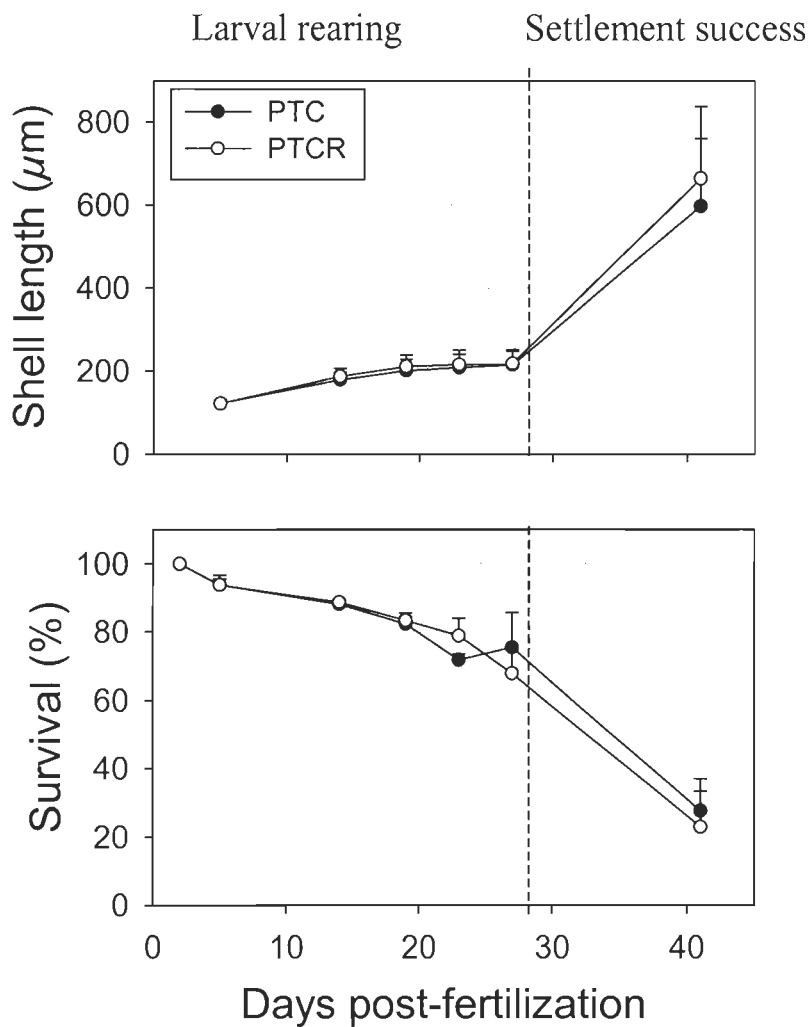 Larval rearing Settlement success
PTC
PTCR
Shell length (μm)
800
600
400
200
0
Survival (%)
100
80
60
40
20
0
0 10 20 30 40
Days post-fertilization